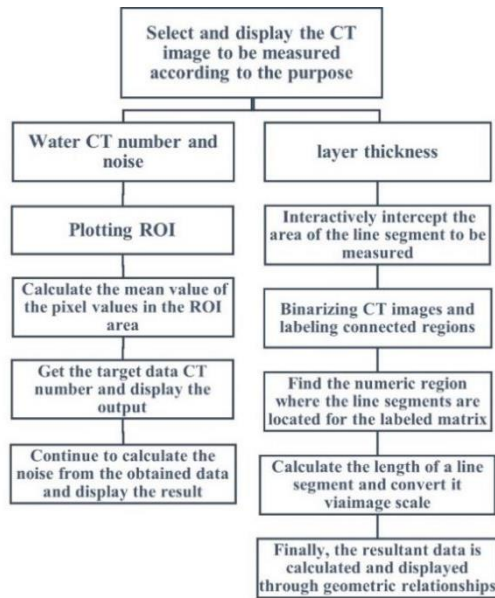 Select and display the CT
image to be measured
according to the purpose
Water CT number and
noise
Plotting ROI
Calculate the mean value of
the pixel values in the ROI
area
Get the target data CT
number and display the
output
Continue to calculate the
noise from the obtained data
and display the result
layer thickness
Interactively intercept the
area of the line segment to be
measured
Binarizing CT images and
labeling connected regions
Find the numeric region
where the line segments are
located for the labeled matrix
Calculate the length of a line
segment and convert it
viaimage scale
Finally, the resultant data is
calculated and displayed
through geometric relationships